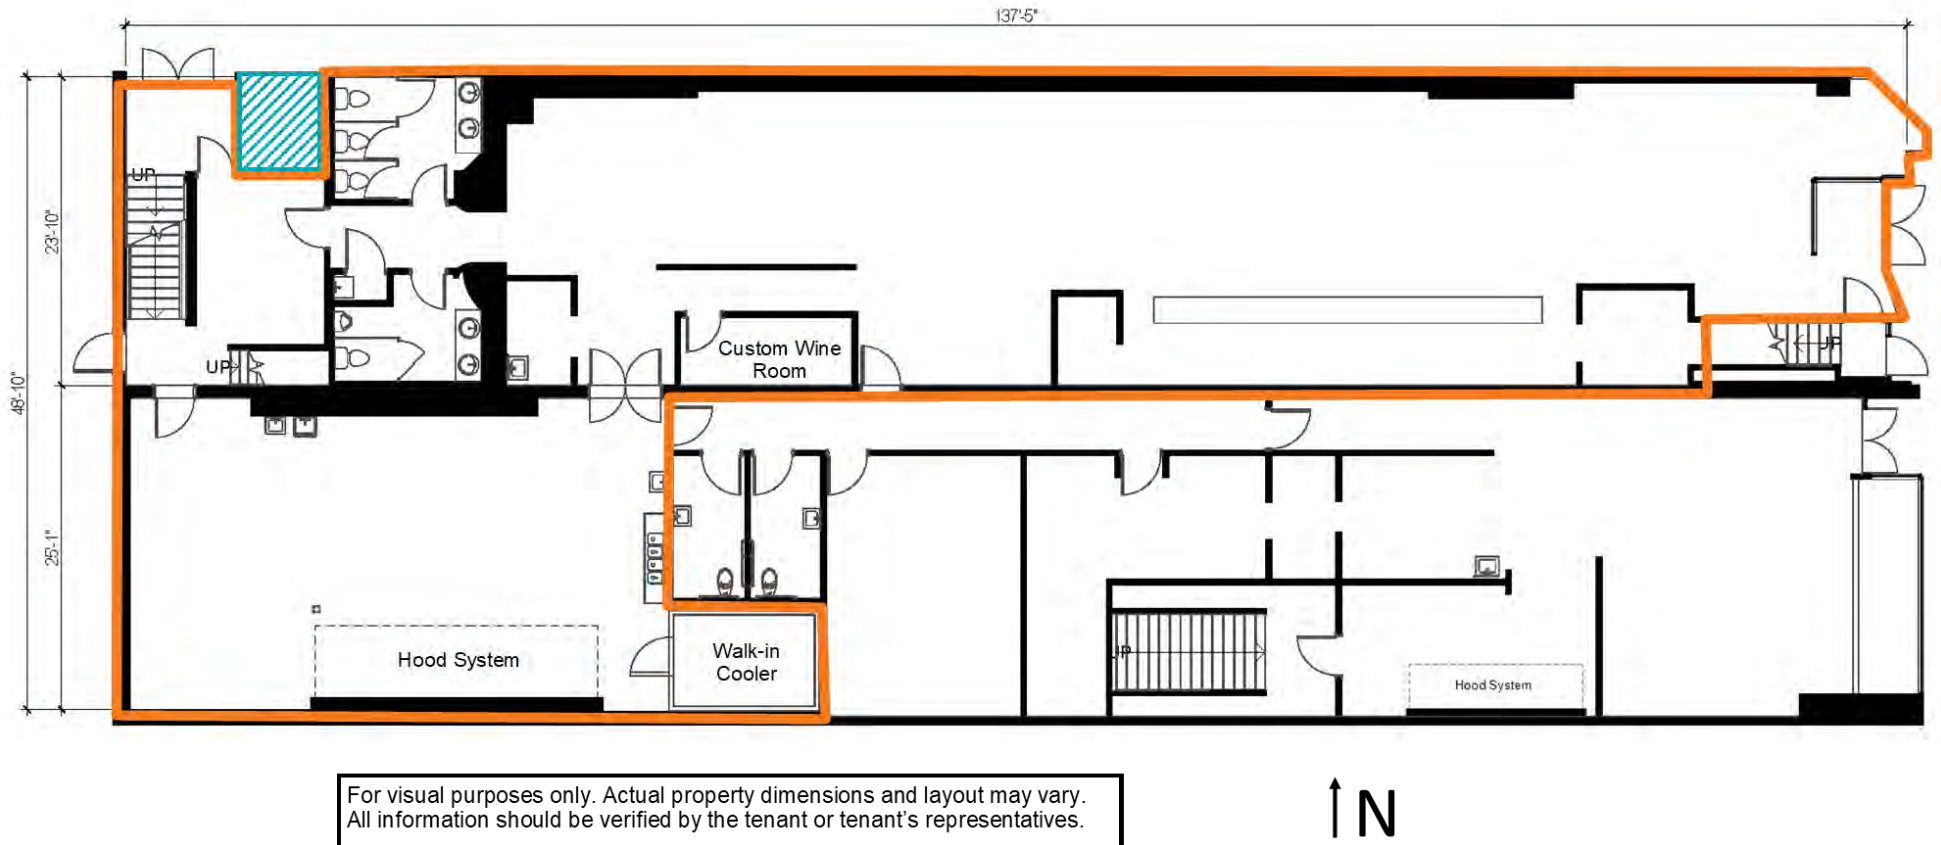 137'-5"
UP
23'-10"
48'-10"
UP
Custom Wine
Room
UP
25'-1"
Hood System
Walk-in
Cooler
UP
Hood System
For visual purposes only. Actual property dimensions and layout may vary.
All information should be verified by the tenant or tenant's representatives.
N